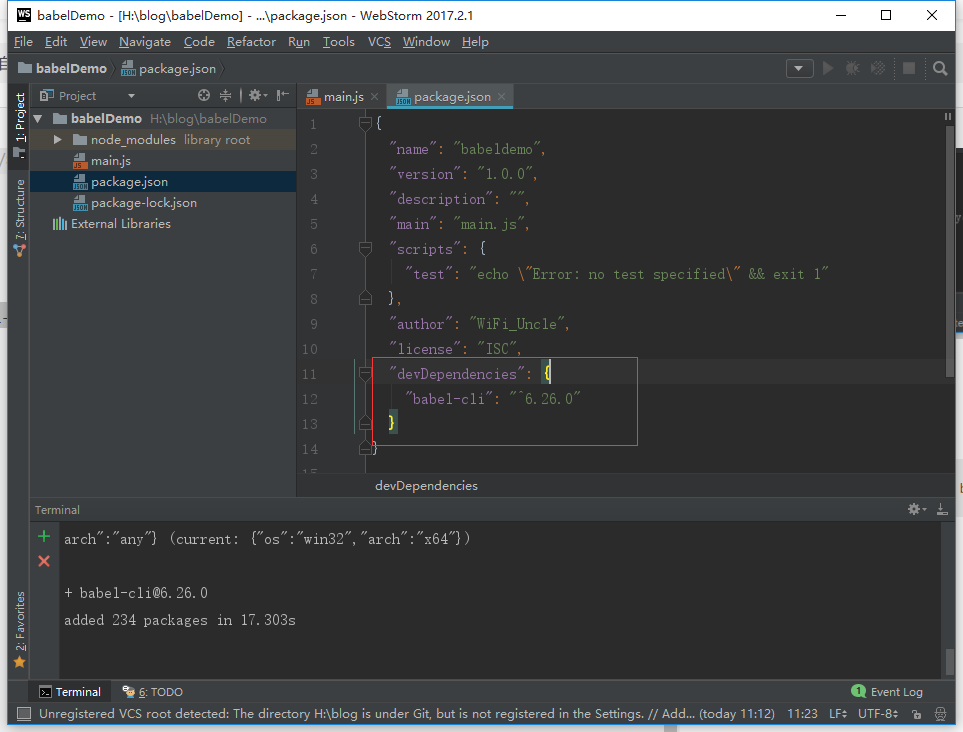 babelDemo - [H:\blog\babelDemo] - ...\package.json - WebStorm 2017.2.1
File Edit View Navigate Code Refactor Run Tools VCS Window Help
babelDemo package.json
Project
main.js package.json
1: Project
7: Structure
2: Favorites
babelDemo H:\blog\babelDemo
node_modules library root
main.js
package.json
package-lock.json
External Libraries
1 {
2 "name": "babeldemo",
3 "version": "1.0.0",
4 "description": "",
5 "main": "main.js",
6 "scripts": {
7 "test": "echo \"Error: no test specified\" && exit 1"
8 },
9 "author": "WiFi_Uncle",
10 "license": "ISC",
11 "devDependencies": {
12 "babel-cli": "^6.26.0"
13 }
14 }
15
devDependencies
Terminal
arch":"any"} (current: {"os":"win32","arch":"x64"})
+ babel-cli@6.26.0
added 234 packages in 17.303s
Terminal 6: TODO 1 Event Log
Unregistered VCS root detected: The directory H:\blog is under Git, but is not registered in the Settings. // Add... (today 11:12) 11:23 LF UTF-8